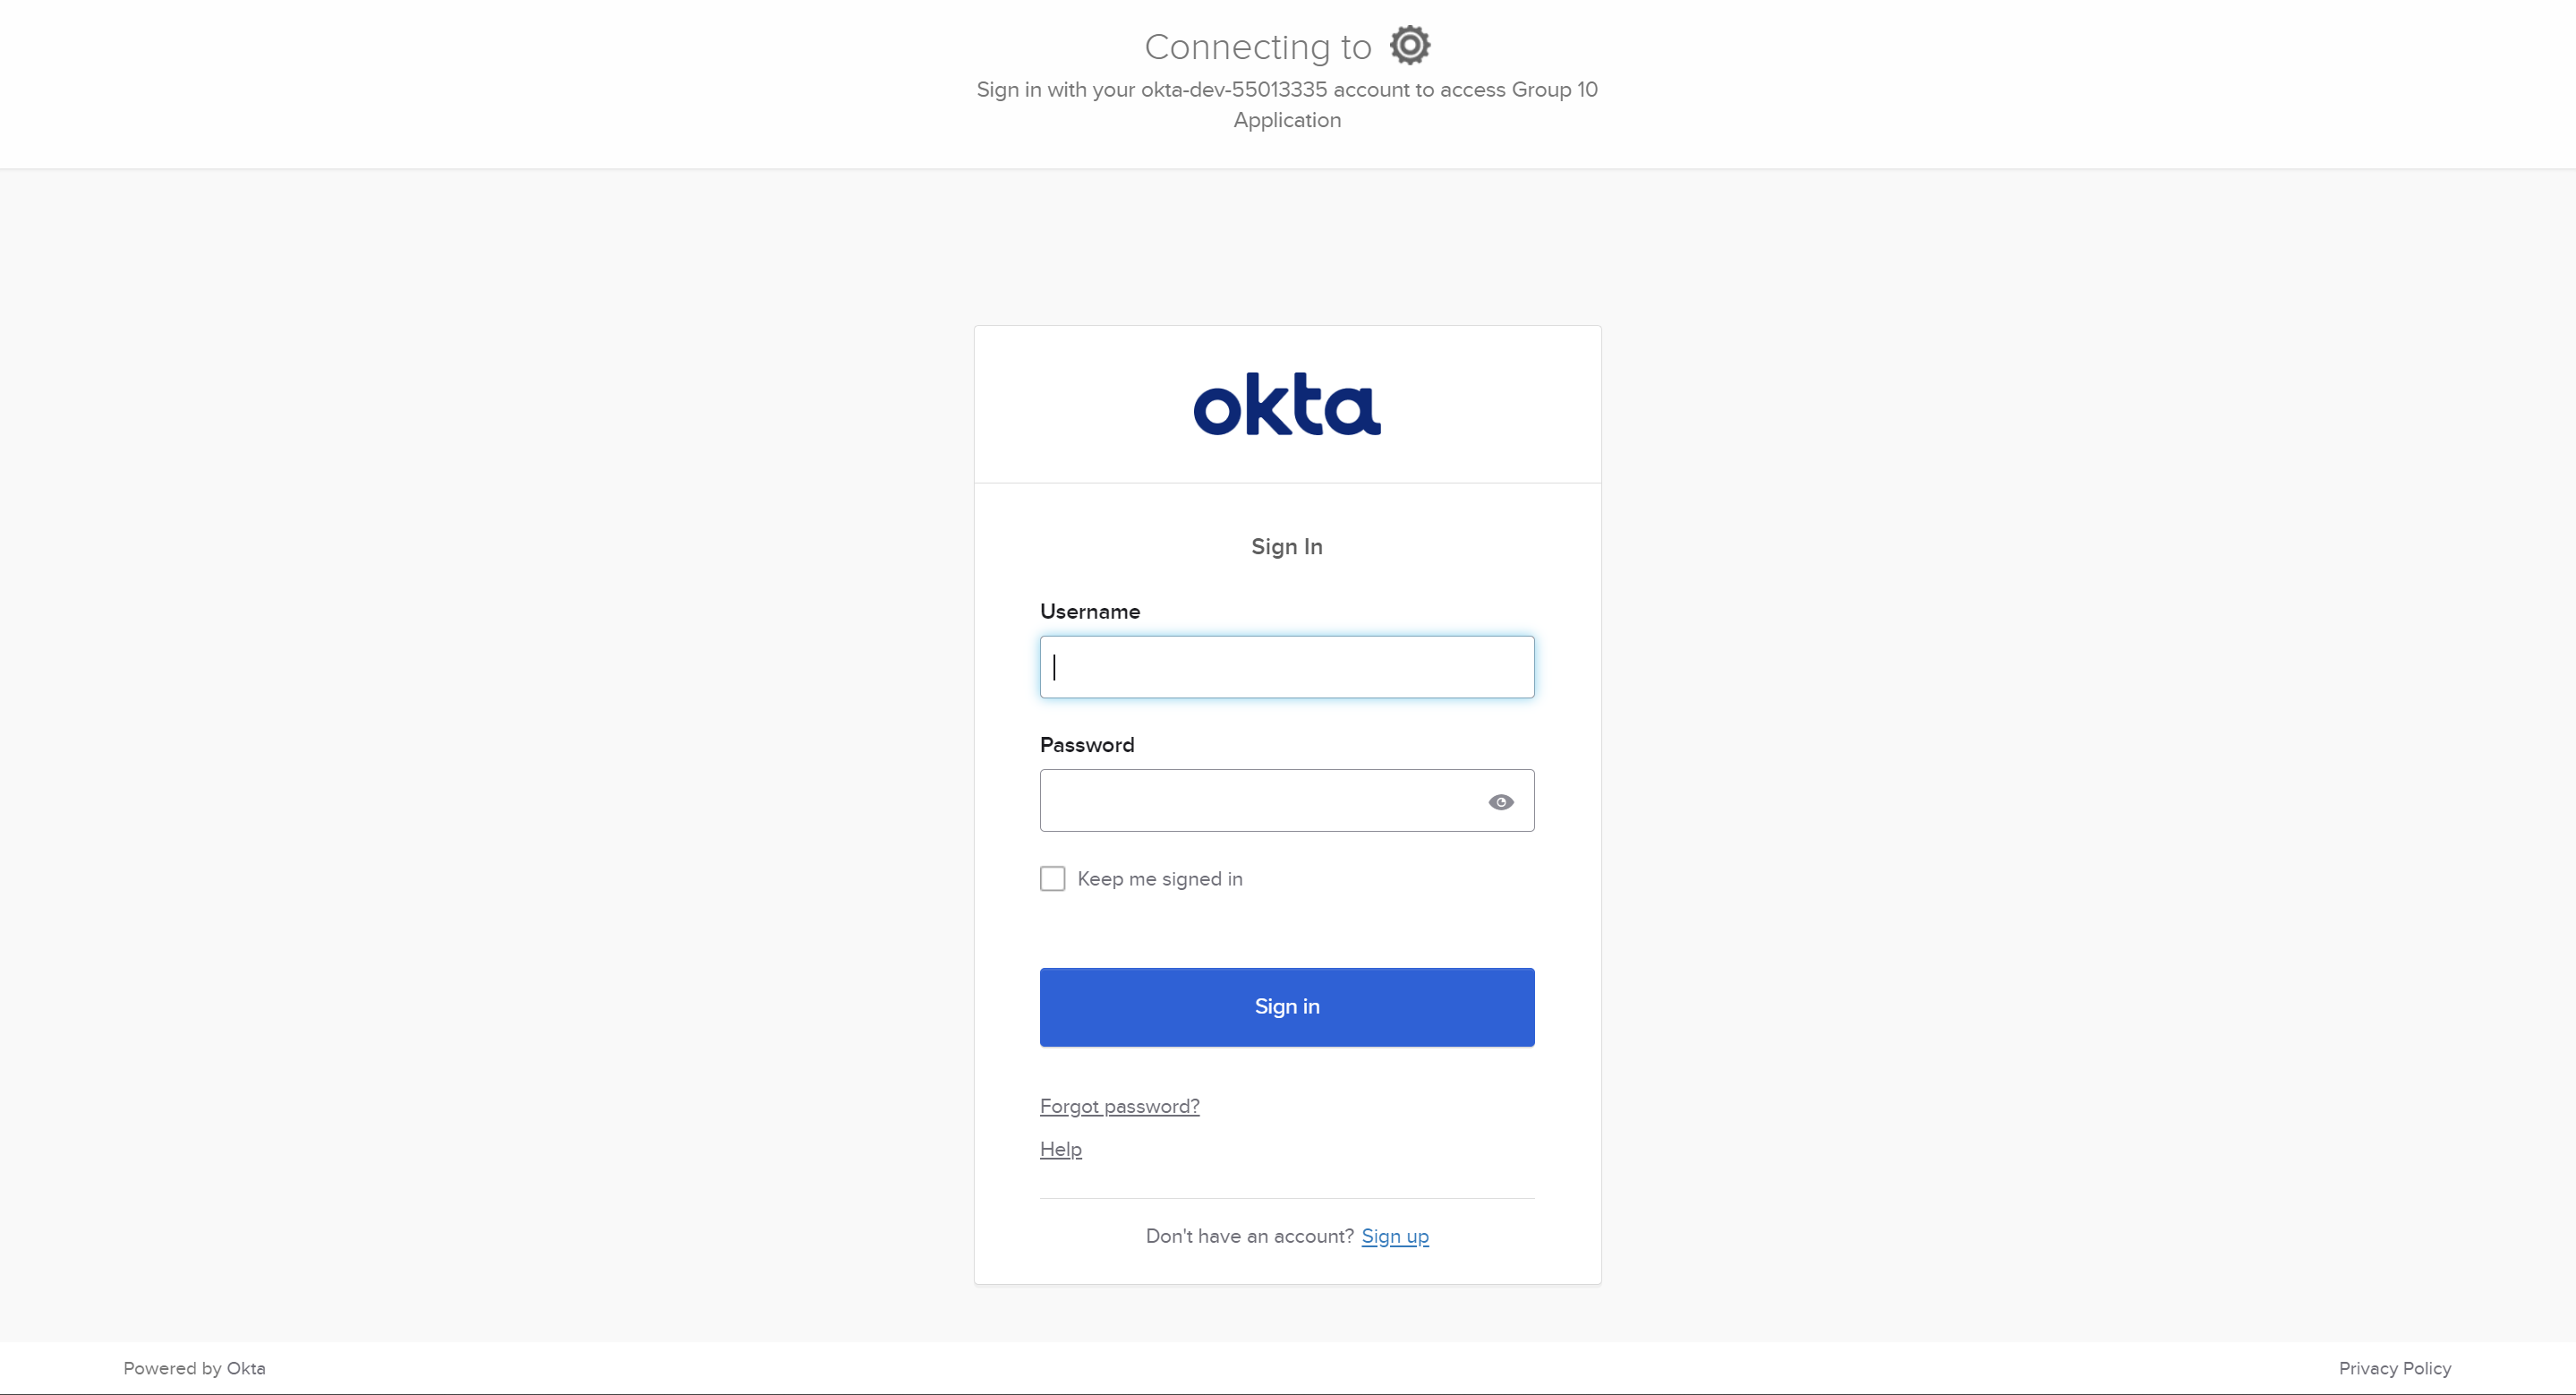 Connecting to
Sign in with your okta-dev-55013335 account to access Group 10
Application
okta
Sign In
Username
Password
Keep me signed in
Sign in
Forgot password?
Help
Don't have an account? Sign up
Powered by Okta
Privacy Policy